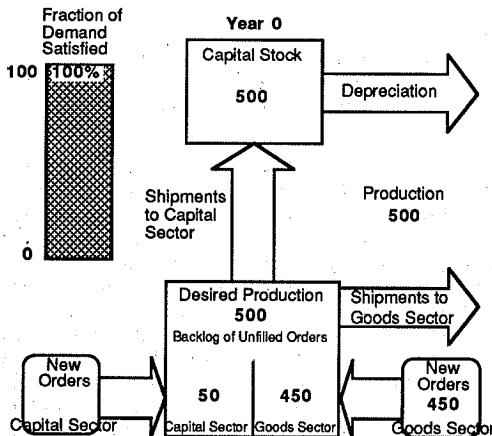 Fraction of
Demand
Satisfied
Year 0
100
100%
Capital Stock
500
Depreciation
Shipments
to Capital
Sector
Production
500
0
Desired Production
500
Backlog of Unfilled Orders
Shipments to
Goods Sector
New
Orders
Capital Sector
50
450
Capital Sector
Goods Sector
New
Orders
450
Goods Sector